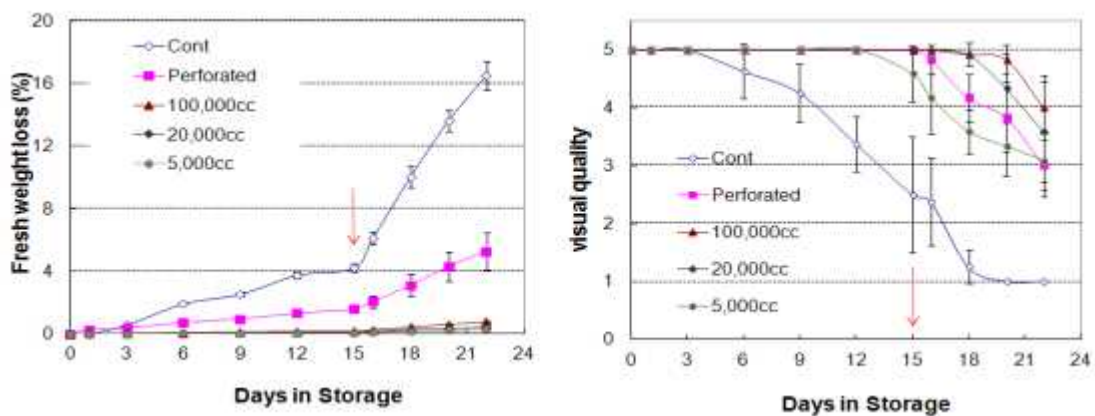 20
16
12
8
4
0
Fresh weight loss (%)
Cont
Perforated
100,000cc
20,000cc
5,000cc
0 3 6 9 12 15 18 21 24
Days in Storage
6
5
4
3
2
1
0
visual quality
Cont
Perforated
100,000cc
20,000cc
5,000cc
0 3 6 9 12 15 18 21 24
Days in Storage